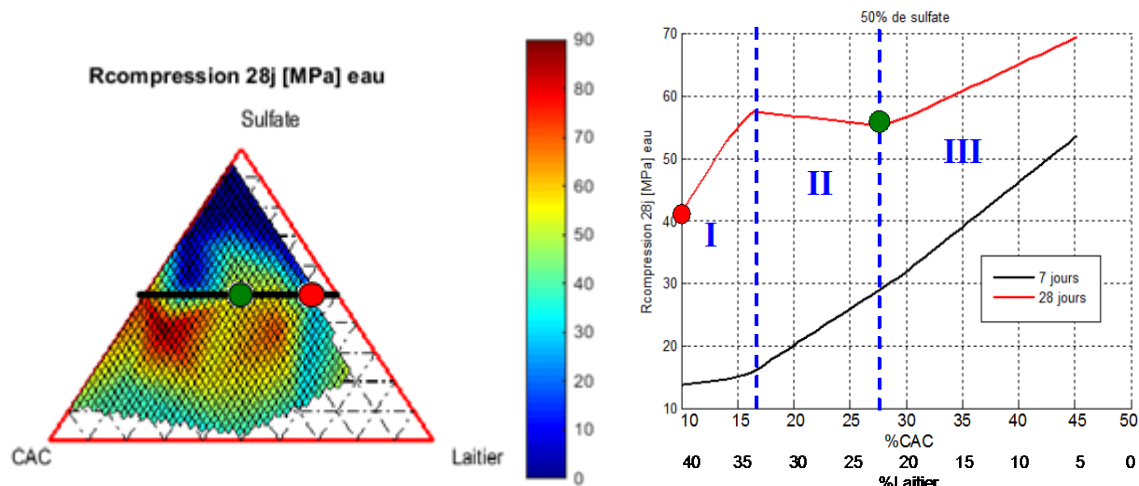 Rcompression 28j [MPa] eau
Sulfate
CAC
Laitier
90
80
70
60
50
40
30
20
10
0
50% de sulfate
Rcompression 28j [MPa] eau
70
60
50
40
30
20
10
I
II
III
7 jours
28 jours
10 15 20 25 30 35 40 45 50
%CAC
40 35 30 25 20 15 10 5 0
%Laitier